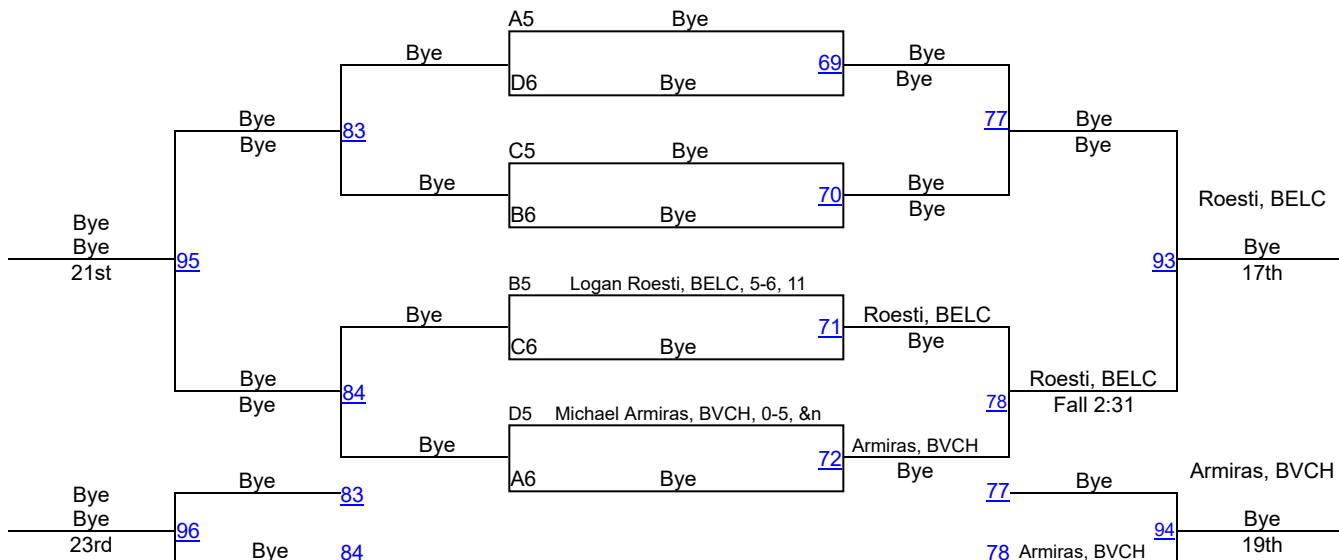 A5 Bye
Bye
Bye
69
Bye
D6 Bye
Bye
Bye
83
77
Bye
Bye
Bye
C5 Bye
Bye
Bye
70
Bye
B6 Bye
Bye
Roesti, BELC
Bye
Bye
21st
95
93
Bye
17th
B5 Logan Roesti, BELC, 5-6, 11
Bye
71
Roesti, BELC
C6 Bye
Bye
Bye
Bye
84
78
Roesti, BELC
Fall 2:31
D5 Michael Armiras, BVCH, 0-5, &n
Bye
72
Armiras, BVCH
A6 Bye
Bye
Armiras, BVCH
Bye
Bye
23rd
96
Bye
83
77
Bye
94
Bye
19th
Bye
84
78
Armiras, BVCH